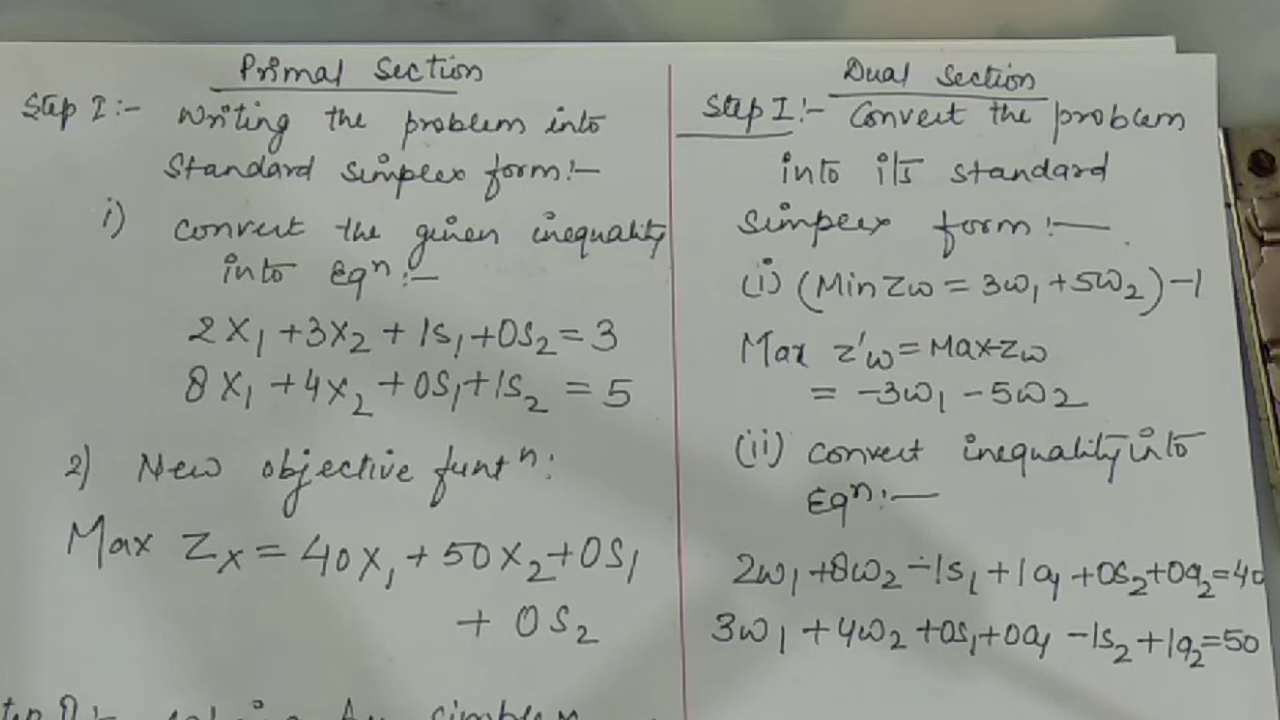 Primal Section
Step I:- Writing the problem into
Standard simplex form:-
i) convert the given inequality
into Eqⁿ:-
2X₁ + 3X₂ + 1S₁ + 0S₂ = 3
8X₁ + 4X₂ + 0S₁ + 1S₂ = 5
2) New objective functⁿ:
Max Zx = 40X₁ + 50X₂ + 0S₁
+ 0S₂
Dual Section
Step I:- Convert the problem
into its standard
simplex form:-
(i) (Min Zw = 3w₁ + 5w₂) -1
Max z'w = Max-Zw
= -3w₁ - 5w₂
(ii) convert inequality into
Eqⁿ:-
2w₁ + 8w₂ - 1S₁ + 1a₁ + 0S₂ + 0a₂ = 40
3w₁ + 4w₂ + 0S₁ + 0a₁ - 1S₂ + 1a₂ = 50